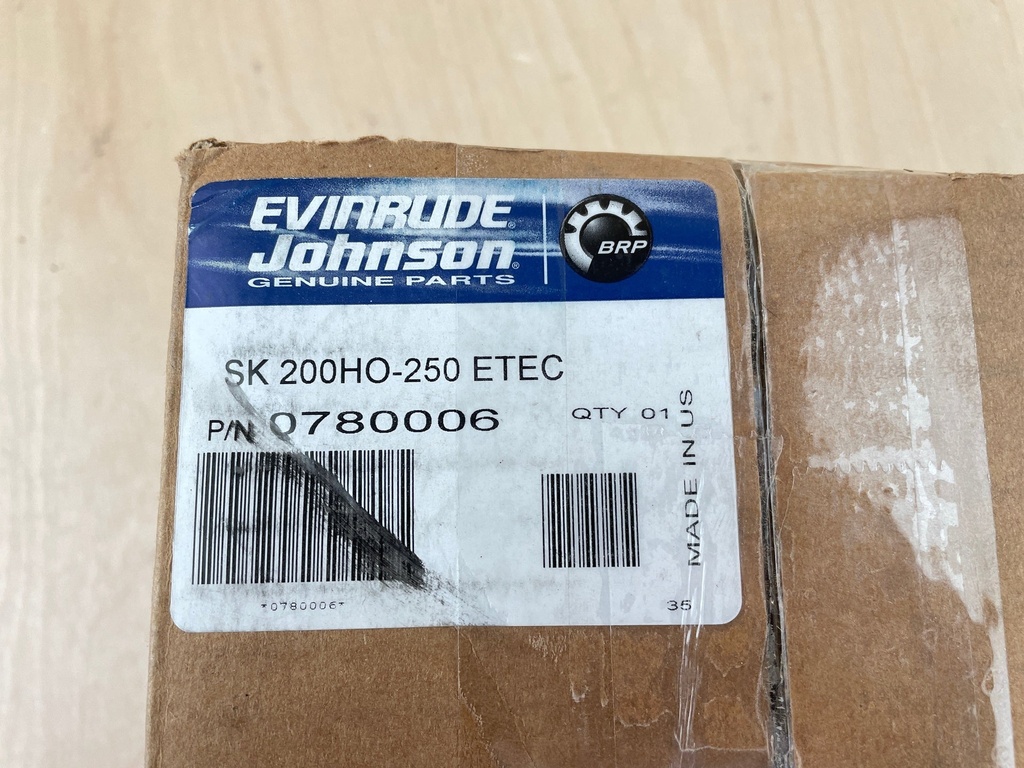 EVINRUDE®
Johnson®
GENUINE PARTS
BRP
SK 200HO-250 ETEC
P/N 0780006
QTY 01
MADE IN US
*0780006*
35